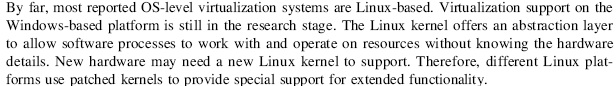 By far, most reported OS-level virtualization systems are Linux-based. Virtualization support on the
Windows-based platform is still in the research stage. The Linux kernel offers an abstraction layer
to allow software processes to work with and operate on resources without knowing the hardware
details. New hardware may need a new Linux kernel to support. Therefore, different Linux plat-
forms use patched kernels to provide special support for extended functionality.